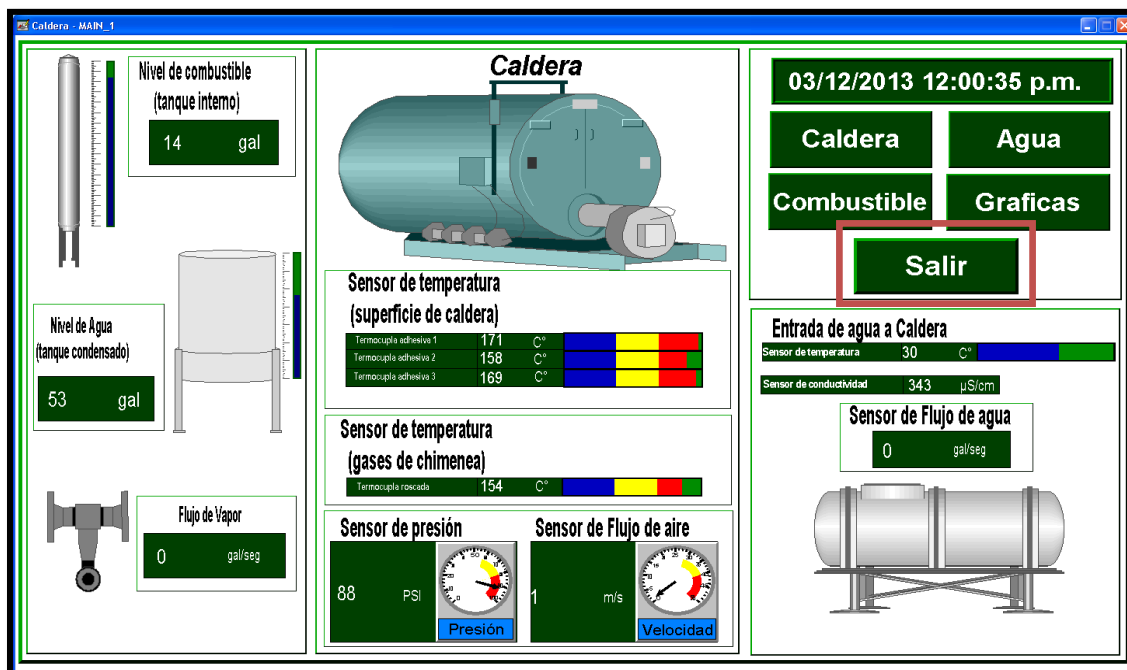 Caldera - MAIN_1
Nivel de combustible
(tanque interno)
14 gal
Nivel de Agua
(tanque condensado)
53 gal
Flujo de Vapor
0 gal/seg
Caldera
Sensor de temperatura
(superficie de caldera)
Termocupla adhesiva 1 171 C°
Termocupla adhesiva 2 158 C°
Termocupla adhesiva 3 169 C°
Sensor de temperatura
(gases de chimenea)
Termocupla roscada 154 C°
Sensor de presión
88 PSI
Presión
Sensor de Flujo de aire
1 m/s
Velocidad
03/12/2013 12:00:35 p.m.
Caldera Agua
Combustible Graficas
Salir
Entrada de agua a Caldera
Sensor de temperatura 30 C°
Sensor de conductividad 343 µS/cm
Sensor de Flujo de agua
0 gal/seg